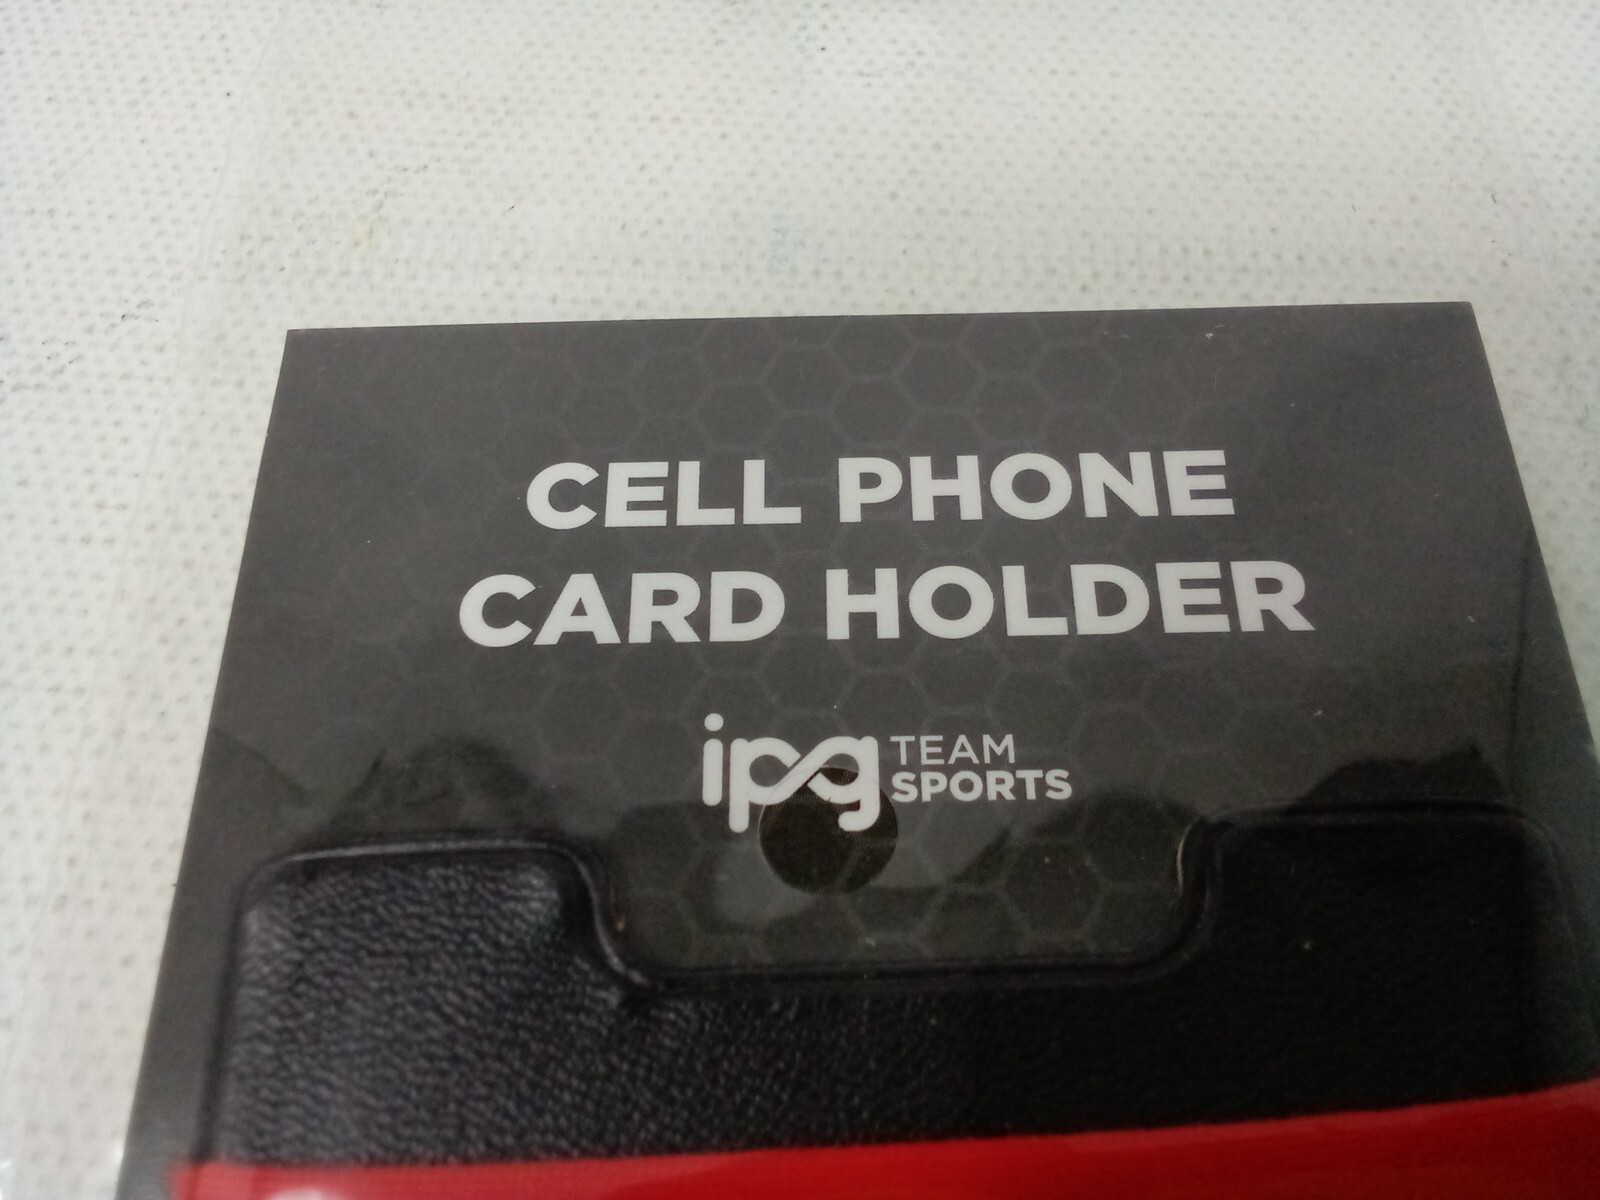 CELL PHONE
CARD HOLDER
ipg TEAM
SPORTS